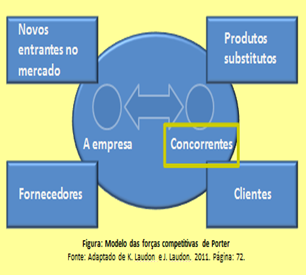 Novos
entrantes no
mercado
Produtos
substitutos
A empresa
Concorrentes
Fornecedores
Clientes
Figura: Modelo das forças competitivas de Porter
Fonte: Adaptado de K. Laudon e J. Laudon. 2011. Página: 72.